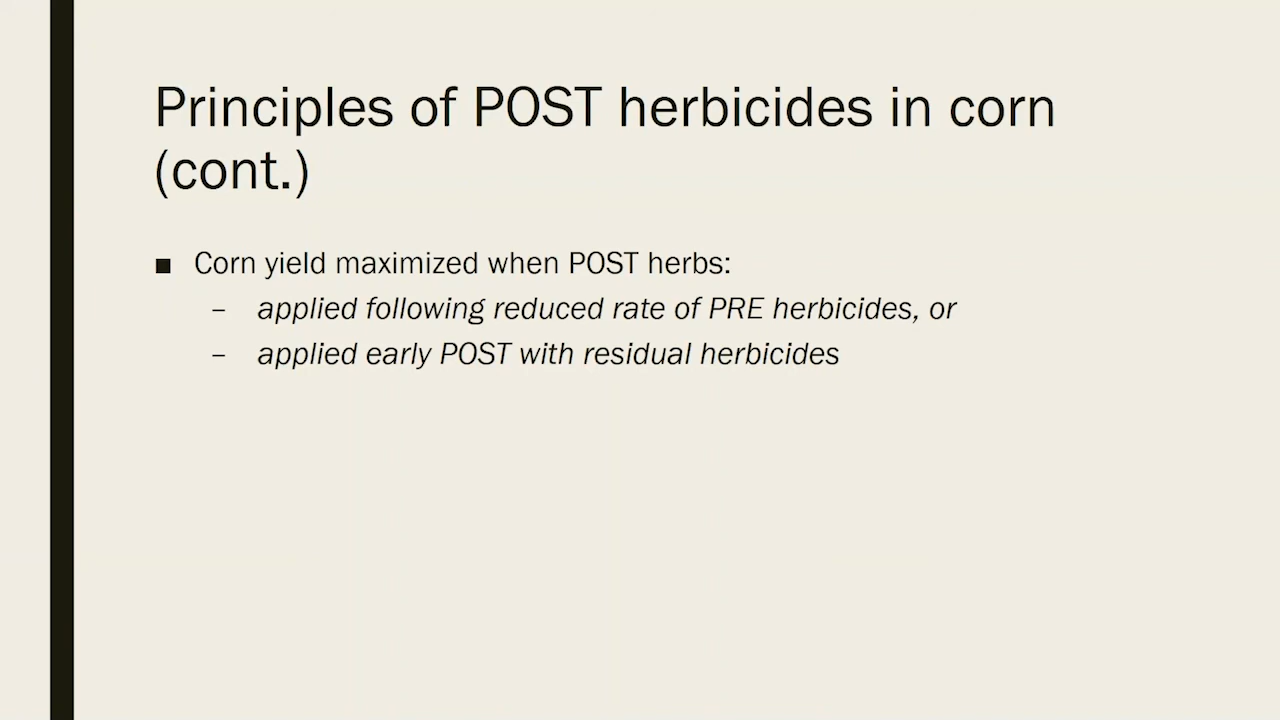 Principles of POST herbicides in corn
(cont.)
■ Corn yield maximized when POST herbs:
– applied following reduced rate of PRE herbicides, or
– applied early POST with residual herbicides